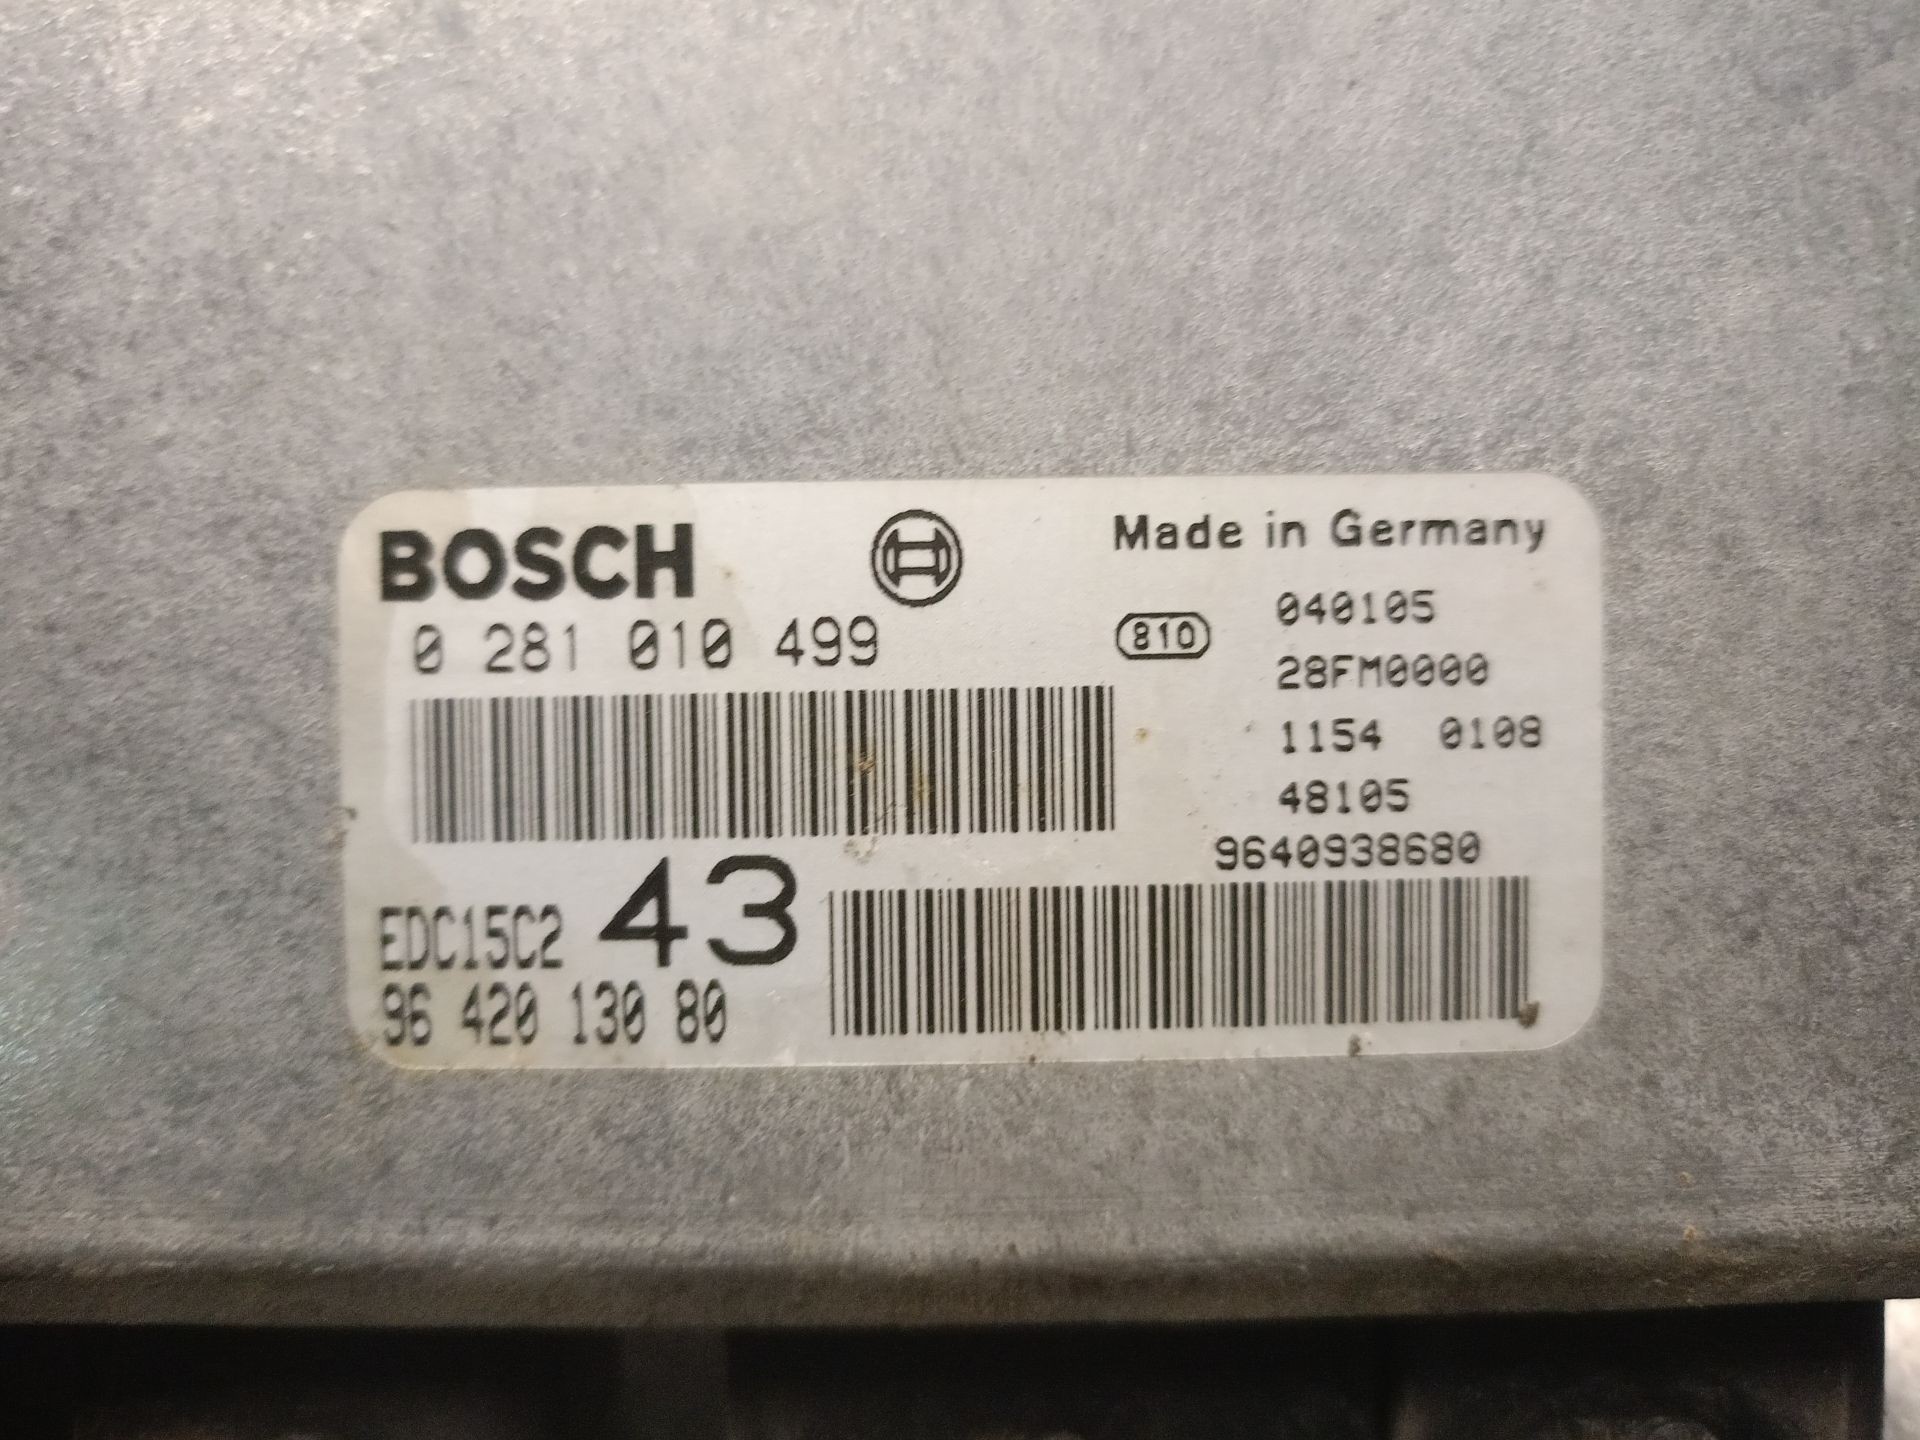 BOSCH
Made in Germany
0 281 010 499
810
040105
28FM0000
1154 0108
48105
9640938680
EDC15C2 43
96 420 130 80